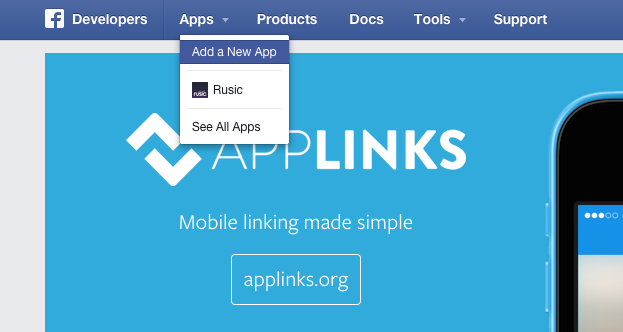 Developers Apps Products Docs Tools Support
Add a New App
rusic Rusic
See All Apps
APPLINKS
Mobile linking made simple
applinks.org